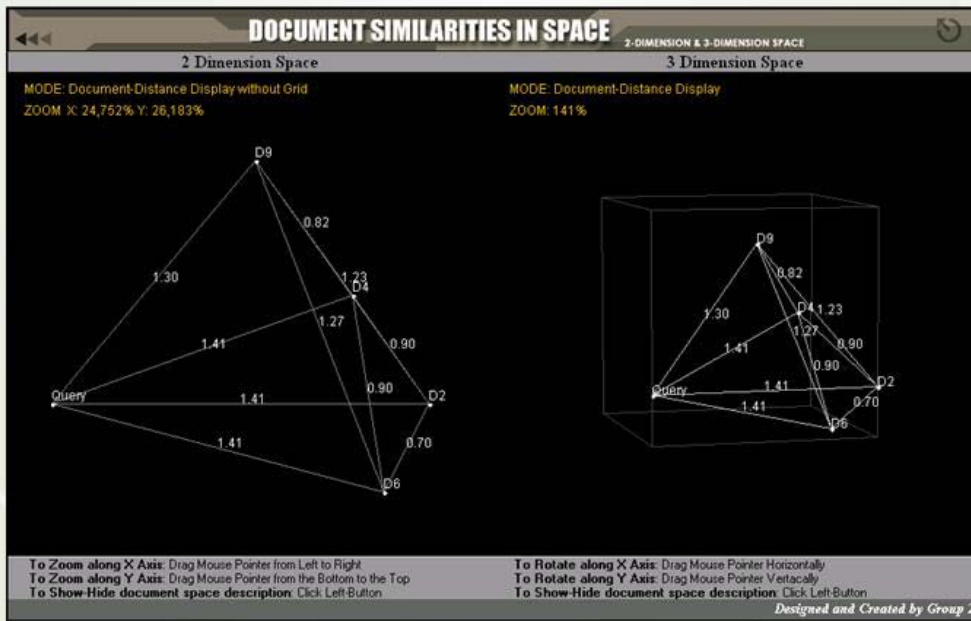 DOCUMENT SIMILARITIES IN SPACE 2-DIMENSION & 3-DIMENSION SPACE
2 Dimension Space
3 Dimension Space
MODE: Document-Distance Display without Grid
ZOOM X: 24,752% Y: 26,183%
D9
0.82
1.30
1.23
D4
1.27
1.41
0.90
0.90
Query
1.41
D2
1.41
0.70
D6
MODE: Document-Distance Display
ZOOM: 141%
D9
0.82
D4
1.23
1.30
1.27
1.41
0.90
0.90
Query
1.41
D2
1.41
0.70
D6
To Zoom along X Axis: Drag Mouse Pointer from Left to Right
To Zoom along Y Axis: Drag Mouse Pointer from the Bottom to the Top
To Show-Hide document space description: Click Left-Button
To Rotate along X Axis: Drag Mouse Pointer Horizontally
To Rotate along Y Axis: Drag Mouse Pointer Vertacally
To Show-Hide document space description: Click Left-Button
Designed and Created by Group 2